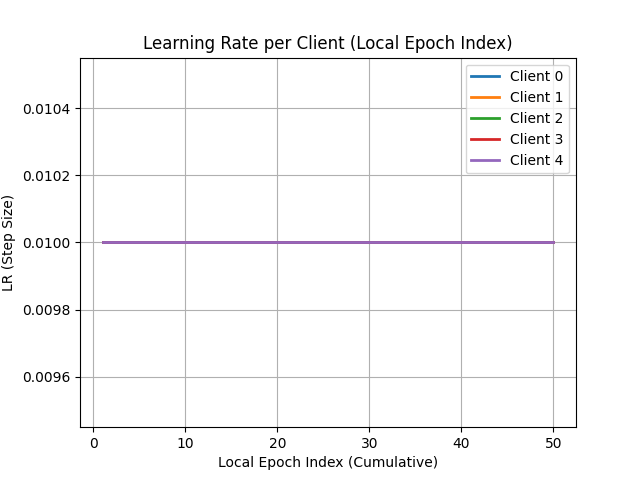 Learning Rate per Client (Local Epoch Index)
Client 0
Client 1
Client 2
Client 3
Client 4
LR (Step Size)
0.0104
0.0102
0.0100
0.0098
0.0096
0 10 20 30 40 50
Local Epoch Index (Cumulative)